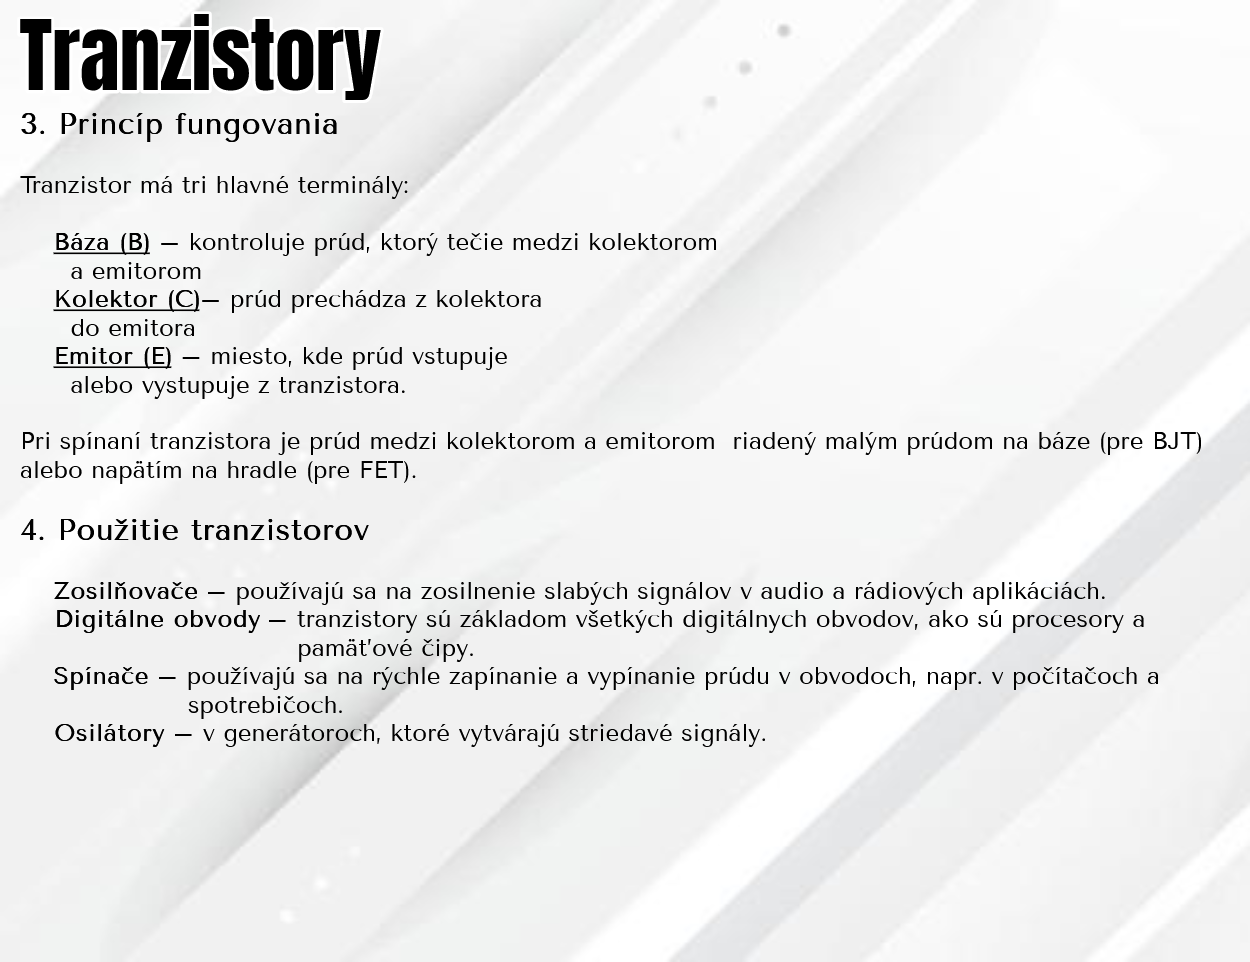 Tranzistory
3. Princíp fungovania
Tranzistor má tri hlavné terminály:
Báza (B) – kontroluje prúd, ktorý tečie medzi kolektorom
a emitorom
Kolektor (C)– prúd prechádza z kolektora
do emitora
Emitor (E) – miesto, kde prúd vstupuje
alebo vystupuje z tranzistora.
Pri spínaní tranzistora je prúd medzi kolektorom a emitorom  riadený malým prúdom na báze (pre BJT)
alebo napätím na hradle (pre FET).
4. Použitie tranzistorov
Zosilňovače – používajú sa na zosilnenie slabých signálov v audio a rádiových aplikáciách.
Digitálne obvody – tranzistory sú základom všetkých digitálnych obvodov, ako sú procesory a
pamäťové čipy.
Spínače – používajú sa na rýchle zapínanie a vypínanie prúdu v obvodoch, napr. v počítačoch a
spotrebičoch.
Osilátory – v generátoroch, ktoré vytvárajú striedavé signály.